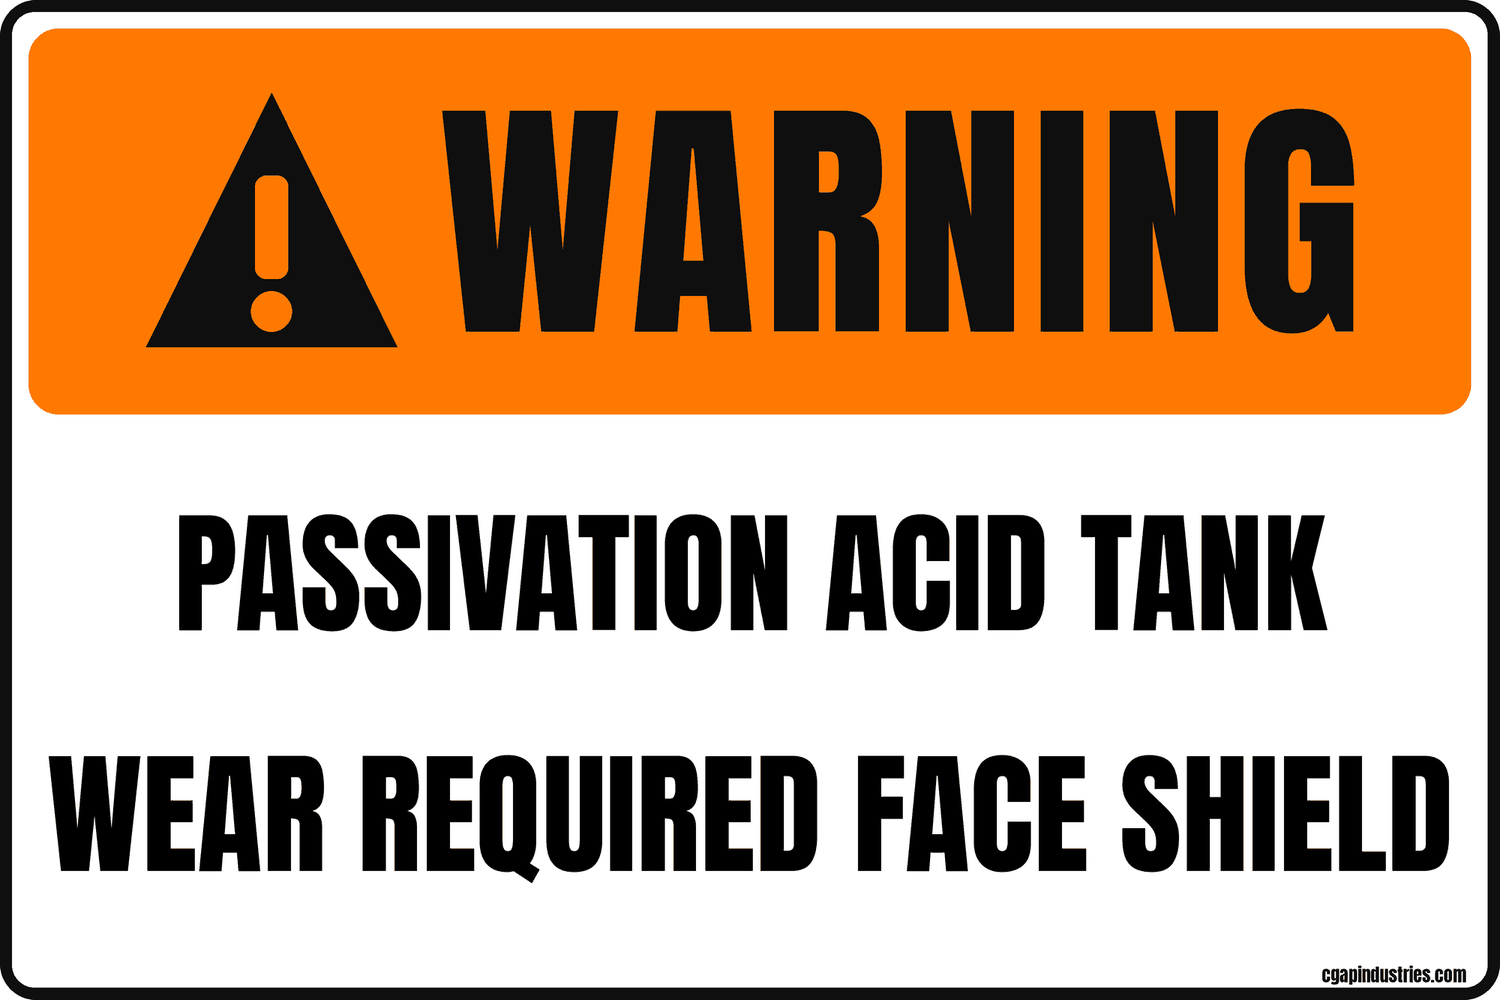 WARNING
PASSIVATION ACID TANK
WEAR REQUIRED FACE SHIELD
cgapindustries.com